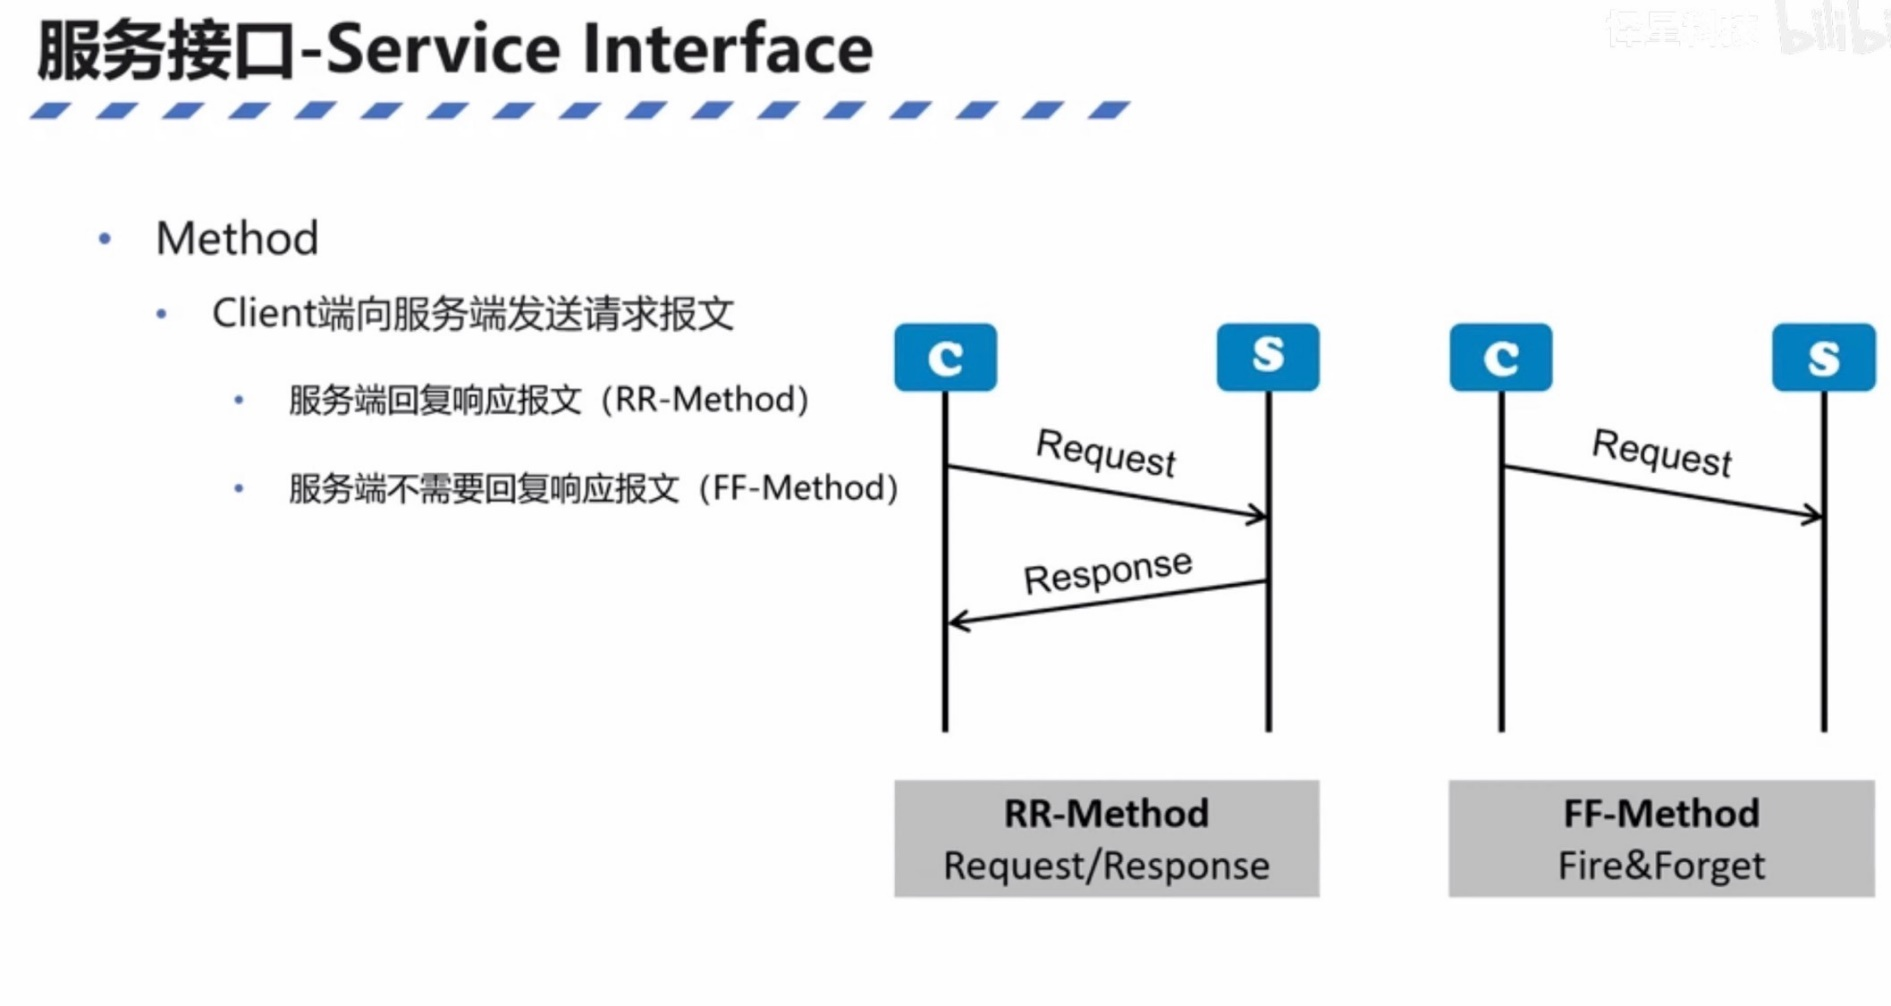 服务接口-Service Interface
Method
Client端向服务端发送请求报文
服务端回复响应报文（RR-Method）
服务端不需要回复响应报文（FF-Method）
C
S
Request
Response
RR-Method
Request/Response
C
S
Request
FF-Method
Fire&Forget